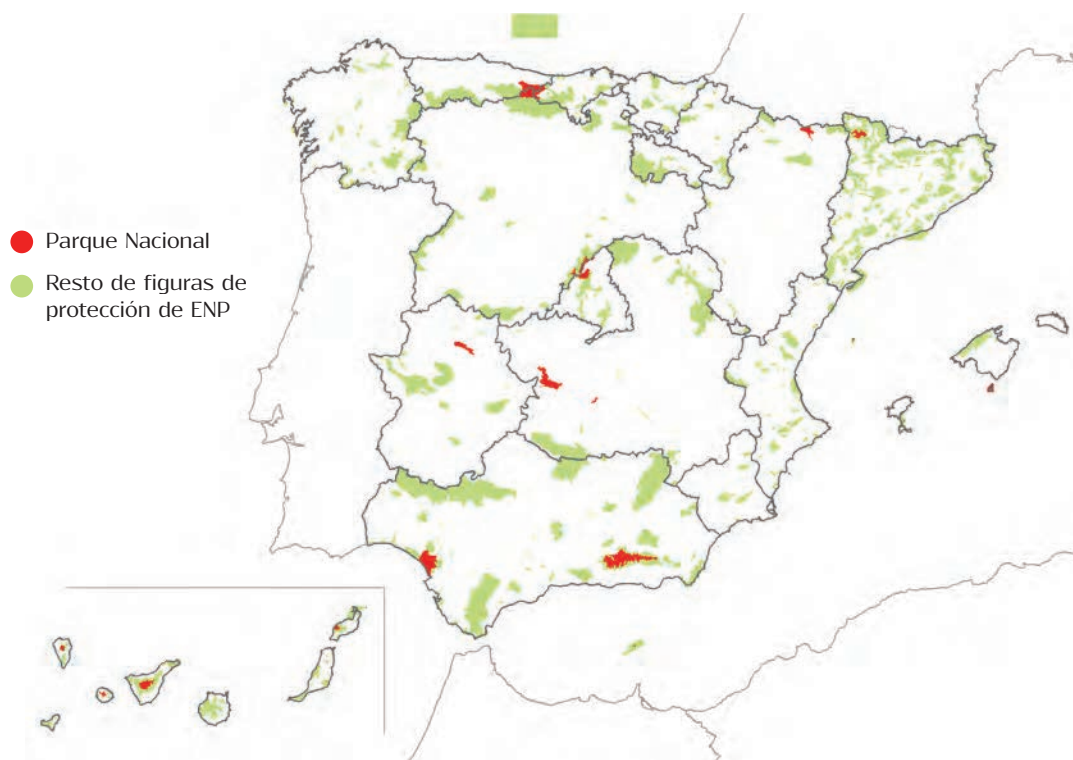 Parque Nacional
Resto de figuras de
protección de ENP